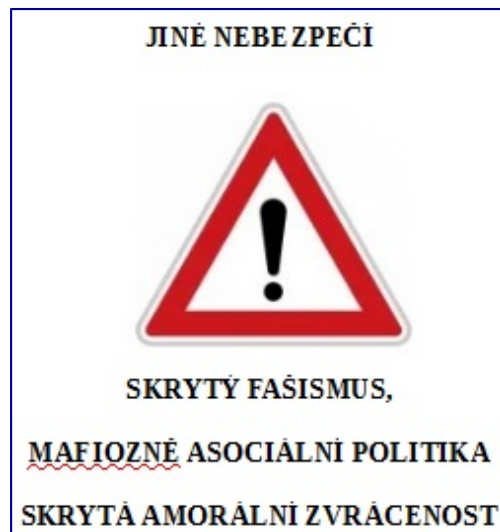 JINÉ NEBEZPEČÍ
SKRYTÝ FAŠISMUS,
MAFIOZNĚ ASOCIÁLNÍ POLITIKA
SKRYTÁ AMORÁLNÍ ZVRÁCENOST